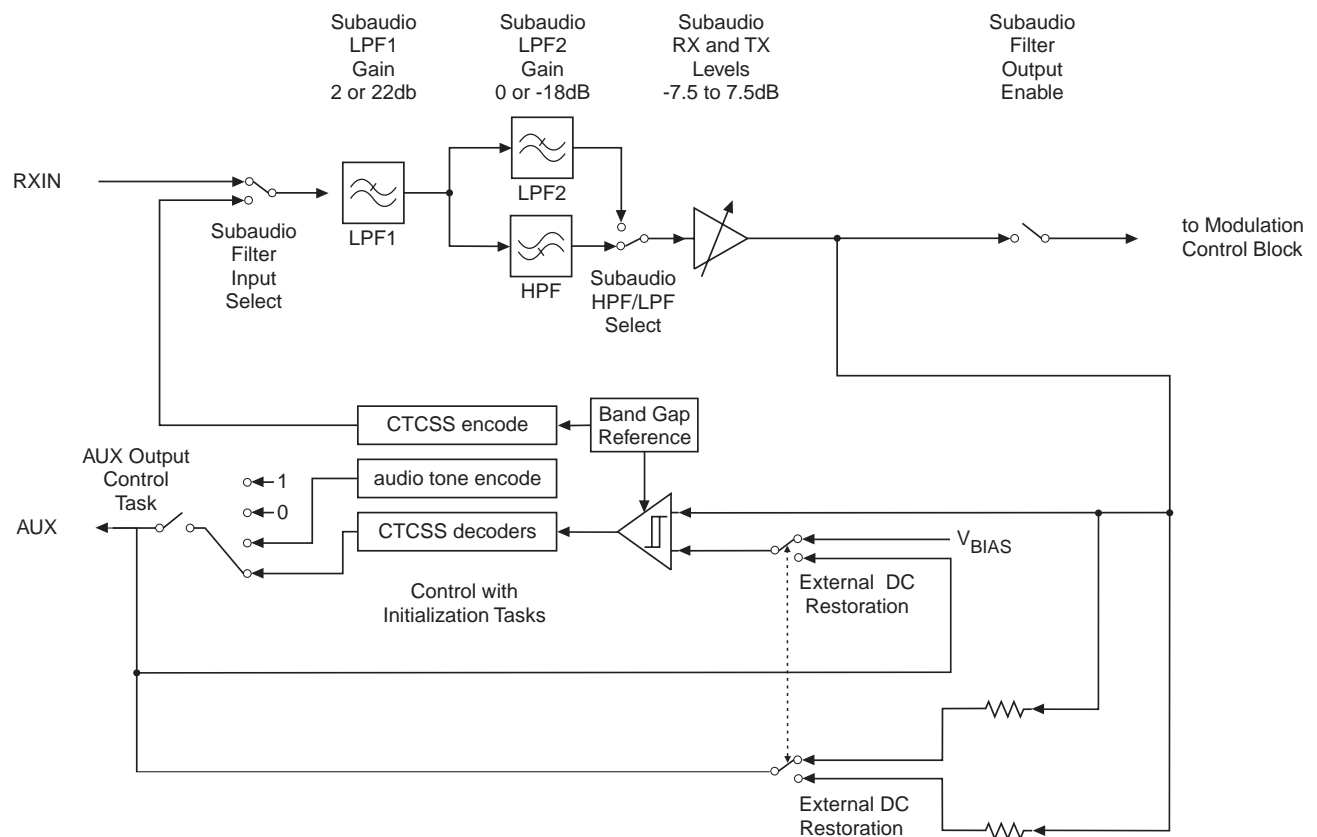 Subaudio
LPF1
Gain
2 or 22db
Subaudio
LPF2
Gain
0 or -18dB
Subaudio
RX and TX
Levels
-7.5 to 7.5dB
Subaudio
Filter
Output
Enable
RXIN
LPF1
LPF2
HPF
Subaudio
Filter
Input
Select
Subaudio
HPF/LPF
Select
to Modulation
Control Block
CTCSS encode
Band Gap
Reference
AUX Output
Control
Task
1
audio tone encode
0
AUX
CTCSS decoders
VBIAS
External DC
Restoration
Control with
Initialization Tasks
External DC
Restoration